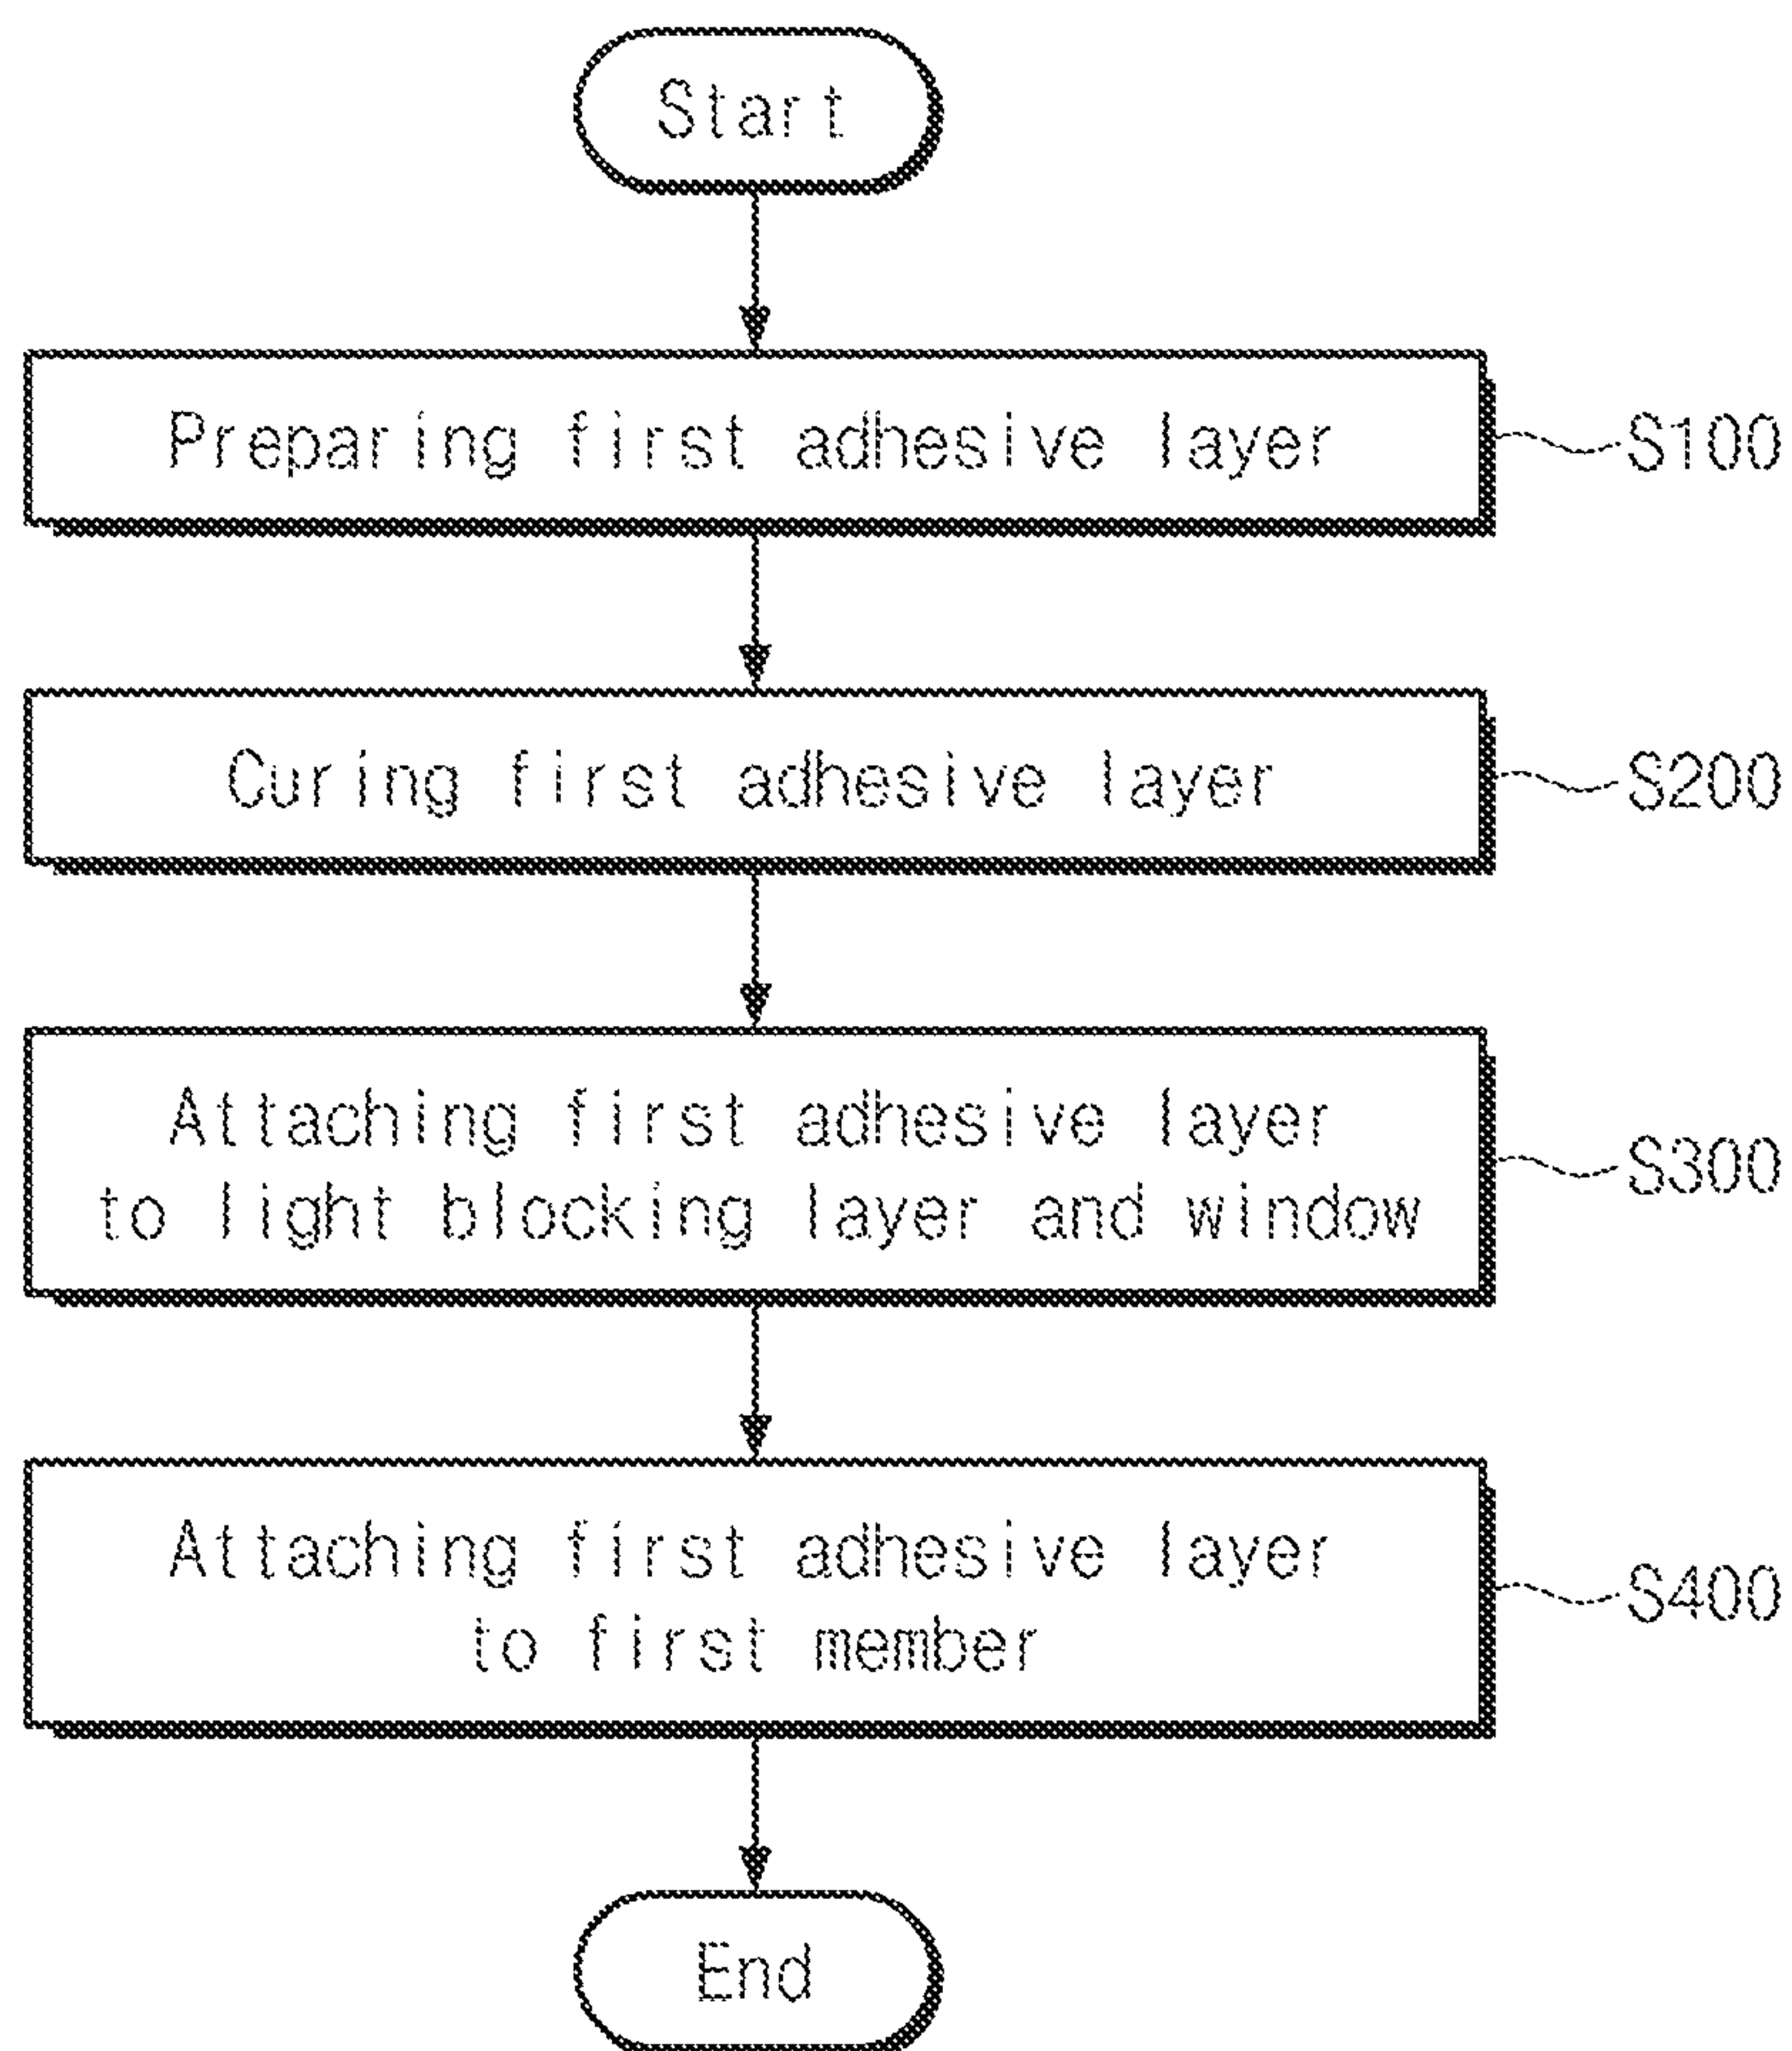 Start
Preparing first adhesive layer
S100
Curing first adhesive layer
S200
Attaching first adhesive layer
to light blocking layer and window
S300
Attaching first adhesive layer
to first member
S400
End